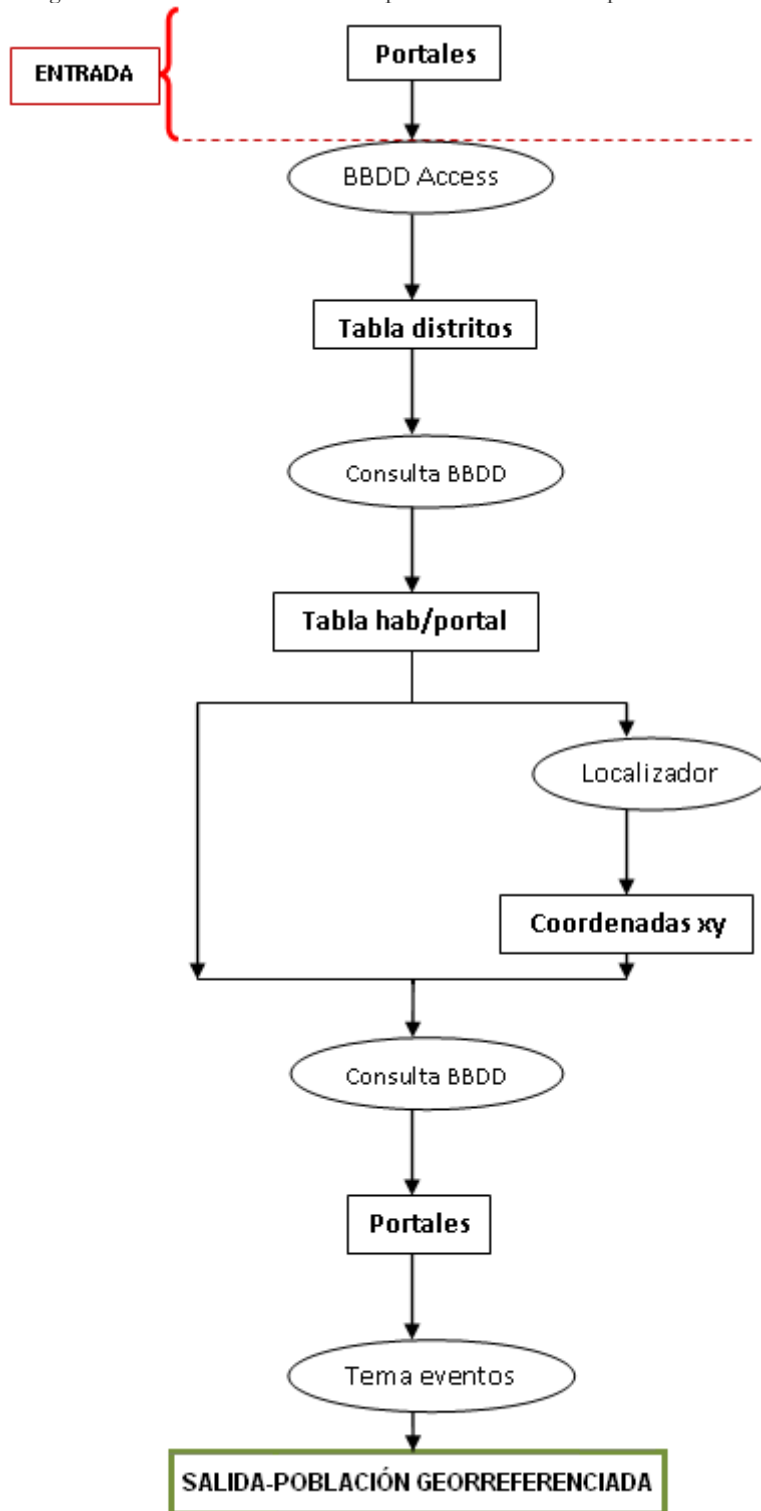 Portales
ENTRADA
BBDD Access
Tabla distritos
Consulta BBDD
Tabla hab/portal
Localizador
Coordenadas xy
Consulta BBDD
Portales
Tema eventos
SALIDA-POBLACIÓN GEORREFERENCIADA